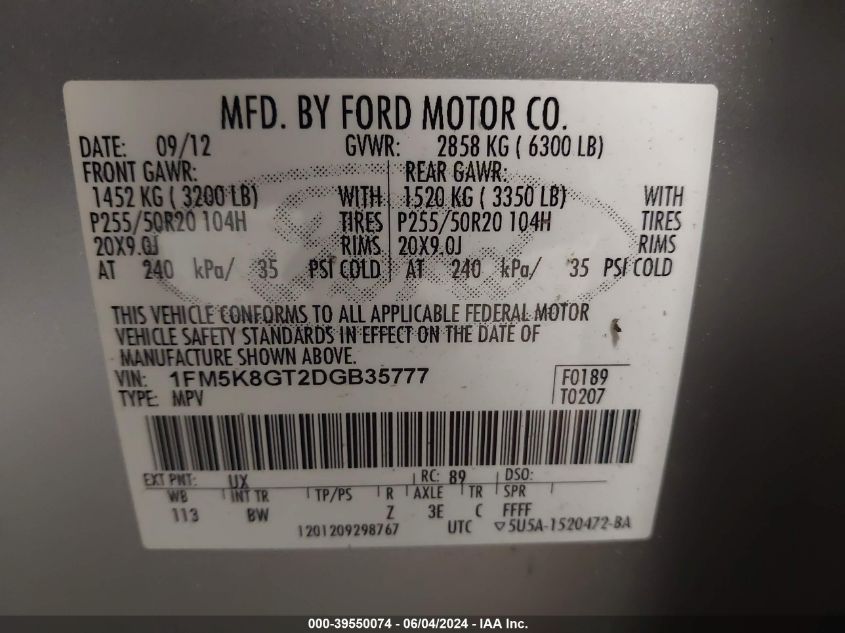 MFD. BY FORD MOTOR CO.
DATE: 09/12 GVWR: 2858 KG ( 6300 LB)
FRONT GAWR: REAR GAWR:
1452 KG ( 3200 LB) WITH 1520 KG ( 3350 LB) WITH
P255/50R20 104H TIRES P255/50R20 104H TIRES
20X9.0J RIMS 20X9.0J RIMS
AT 240 kPa/ 35 PSI COLD AT 240 kPa/ 35 PSI COLD
THIS VEHICLE CONFORMS TO ALL APPLICABLE FEDERAL MOTOR
VEHICLE SAFETY STANDARDS IN EFFECT ON THE DATE OF
MANUFACTURE SHOWN ABOVE.
VIN: 1FM5K8GT2DGB35777 F0189
TYPE: MPV T0207
EXT PNT: UX RC: 89 DSO:
WB INT TR TP/PS R AXLE TR SPR
113 BW Z 3E C FFFF
1201209298767 UTC ▽5U5A-1520472-BA
000-39550074 - 06/04/2024 - IAA Inc.